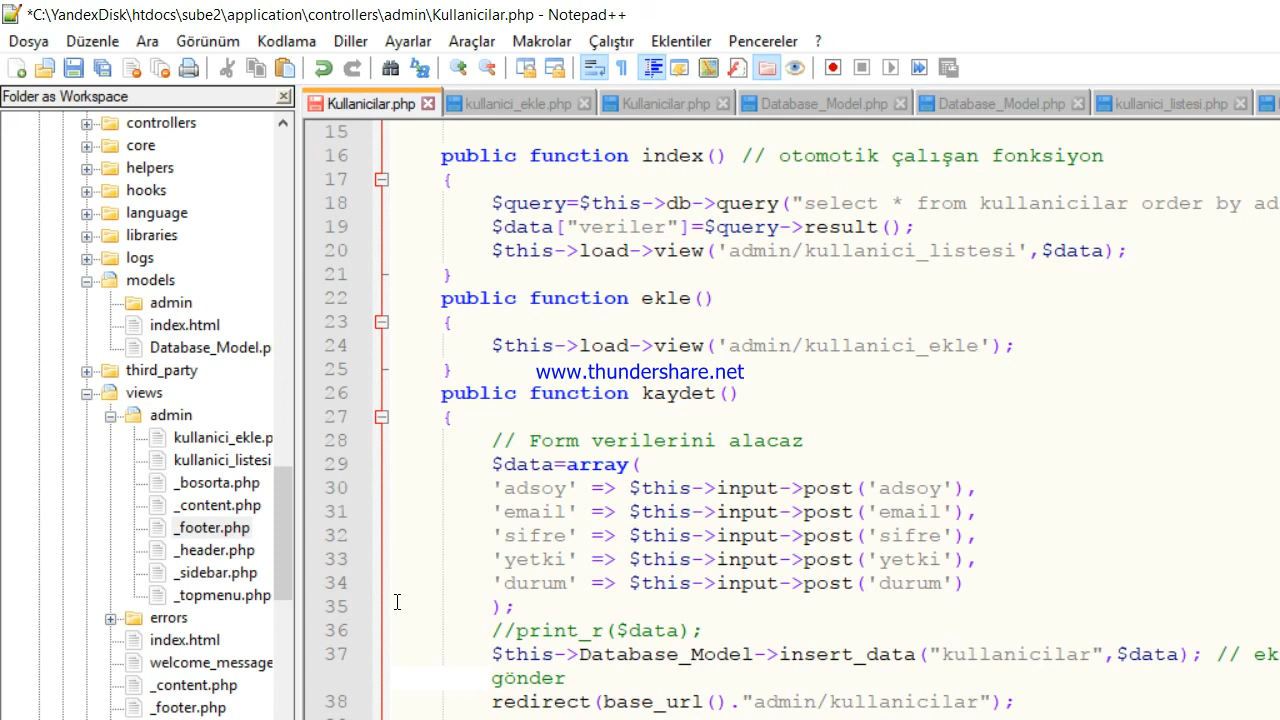 *C:\YandexDisk\htdocs\sube2\application\controllers\admin\Kullanicilar.php - Notepad++
Dosya Düzenle Ara Görünüm Kodlama Diller Ayarlar Araçlar Makrolar Çalıştır Eklentiler Pencereler ?
Folder as Workspace
Kullanicilar.php kullanici_ekle.php Kullanicilar.php Database_Model.php Database_Model.php kullanici_listesi.php
controllers
core
helpers
hooks
language
libraries
logs
models
admin
index.html
Database_Model.p
third_party
views
admin
kullanici_ekle.p
kullanici_listesi
_bosorta.php
_content.php
_footer.php
_header.php
_sidebar.php
_topmenu.php
errors
index.html
welcome_message
_content.php
_footer.php
15
16 public function index() // otomotik çalışan fonksiyon
17 {
18 $query=$this->db->query("select * from kullanicilar order by ad
19 $data["veriler"]=$query->result();
20 $this->load->view('admin/kullanici_listesi',$data);
21 }
22 public function ekle()
23 {
24 $this->load->view('admin/kullanici_ekle');
25 }
www.thundershare.net
26 public function kaydet()
27 {
28 // Form verilerini alacaz
29 $data=array(
30 'adsoy' => $this->input->post('adsoy'),
31 'email' => $this->input->post('email'),
32 'sifre' => $this->input->post('sifre'),
33 'yetki' => $this->input->post('yetki'),
34 'durum' => $this->input->post('durum')
35 );
36 //print_r($data);
37 $this->Database_Model->insert_data("kullanicilar",$data); // ek
gönder
38 redirect(base_url()."admin/kullanicilar");